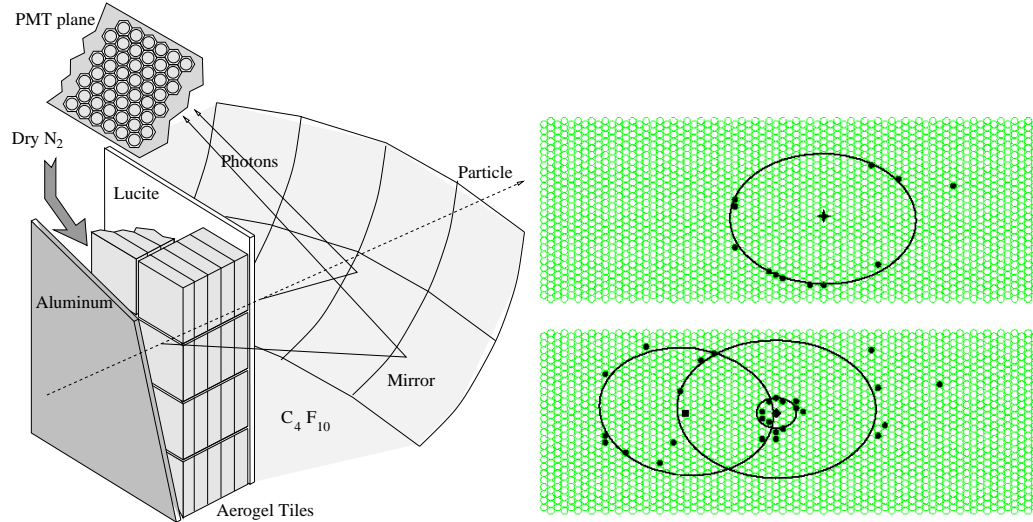 PMT plane
Dry N2
Photons
Particle
Lucite
Aluminum
Mirror
C4 F10
Aerogel Tiles